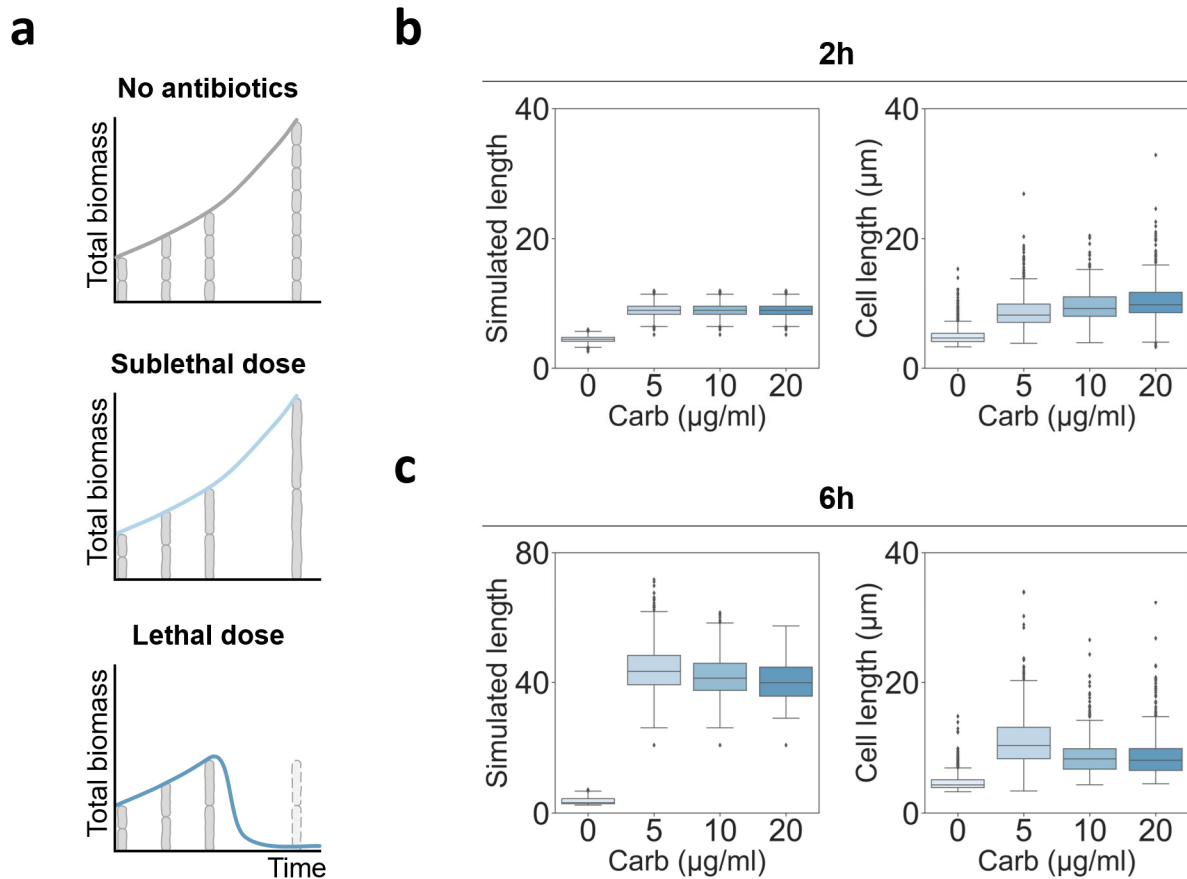 a
No antibiotics
Total biomass
Sublethal dose
Total biomass
Lethal dose
Total biomass
Time
b
2h
Simulated length
40
20
0
0 5 10 20
Carb (µg/ml)
Cell length (µm)
40
20
0
0 5 10 20
Carb (µg/ml)
c
6h
Simulated length
80
40
0
0 5 10 20
Carb (µg/ml)
Cell length (µm)
40
20
0
0 5 10 20
Carb (µg/ml)